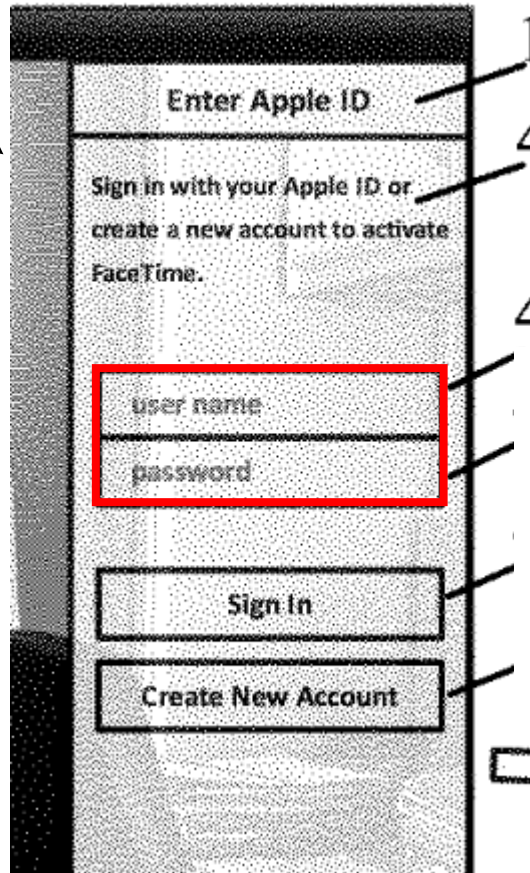 Enter Apple ID
Sign in with your Apple ID or
create a new account to activate
FaceTime.
user name
password
Sign In
Create New Account